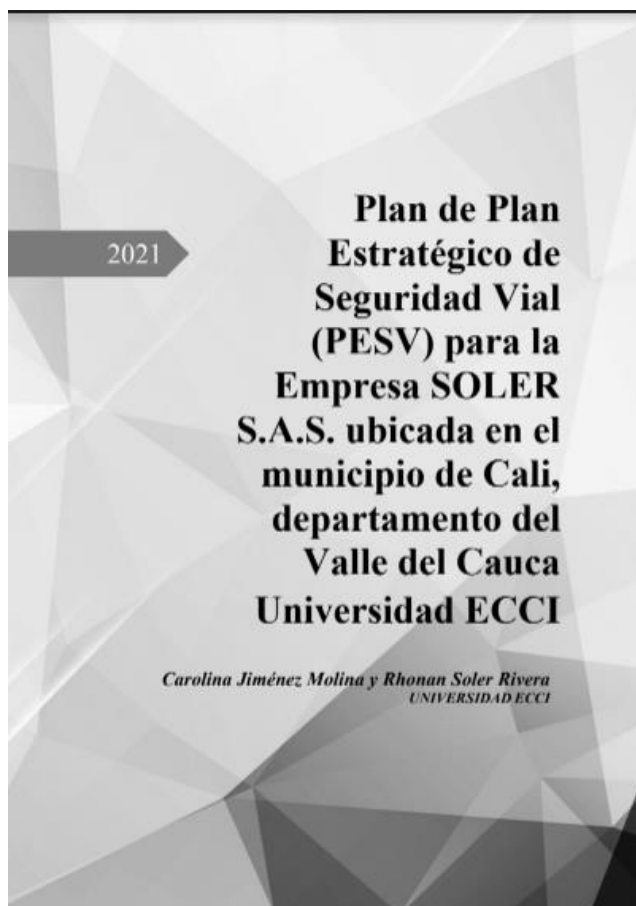 2021
Plan de Plan
Estratégico de
Seguridad Vial
(PESV) para la
Empresa SOLER
S.A.S. ubicada en el
municipio de Cali,
departamento del
Valle del Cauca
Universidad ECCI
Carolina Jiménez Molina y Rhonan Soler Rivera
UNIVERSIDAD ECCI